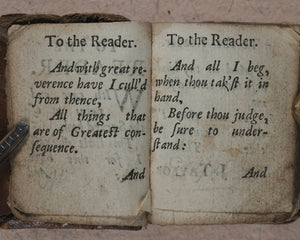 To the Reader.
And with great re-
verence have I cull'd
from thence,
All things that
are of Greatest con-
sequence.
And
To the Reader.
And all I beg,
when thou tak'st it in
hand,
Before thou judge,
be sure to under-
stand:
And